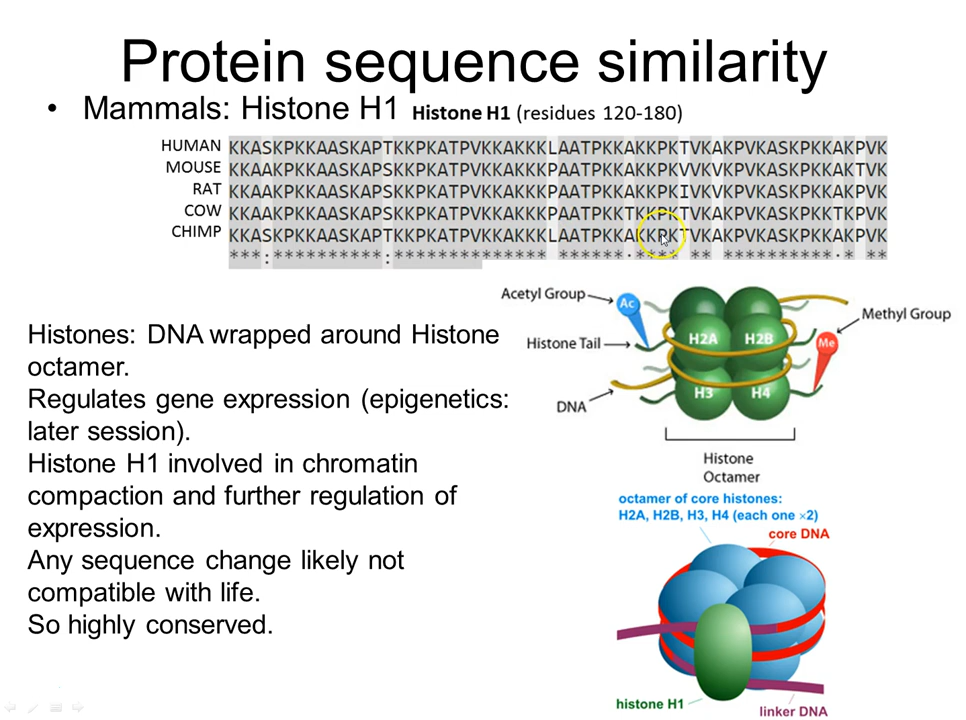 Protein sequence similarity
• Mammals: Histone H1 Histone H1 (residues 120-180)
HUMAN KKASKPKKAASKAPTKKPKATPVKKAKKKLAATPKKAKKPKTVKAKPVKASKPKKAKPVK
MOUSE KKAAKPKKAASKAPSKKPKATPVKKAKKKPAATPKKAKKPKVVKVKPVKASKPKKAKTVK
RAT KKAAKPKKAASKAPSKKPKATPVKKAKKKPAATPKKAKKPKIVKVKPVKASKPKKAKPVK
COW KKAAKPKKAASKAPSKKPKATPVKKAKKKPAATPKKTKKPKTVKAKPVKASKPKKTKPVK
CHIMP KKASKPKKAASKAPTKKPKATPVKKAKKKLAATPKKAKKPKTVKAKPVKASKPKKAKPVK
***:**********:************** ******.**** ** **********.* **
Acetyl Group
Ac
Methyl Group
Histone Tail
H2A H2B
Me
H3 H4
DNA
Histone
Octamer
Histones: DNA wrapped around Histone
octamer.
Regulates gene expression (epigenetics:
later session).
Histone H1 involved in chromatin
compaction and further regulation of
expression.
Any sequence change likely not
compatible with life.
So highly conserved.
octamer of core histones:
H2A, H2B, H3, H4 (each one ×2)
core DNA
histone H1
linker DNA